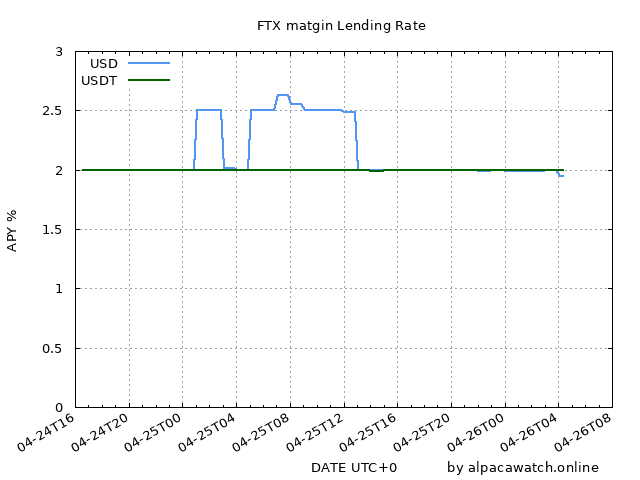 FTX matgin Lending Rate
USD
USDT
3
2.5
2
1.5
1
0.5
0
APY %
04-24T16
04-24T20
04-25T00
04-25T04
04-25T08
04-25T12
04-25T16
04-25T20
04-26T00
04-26T04
04-26T08
DATE UTC+0
by alpacawatch.online